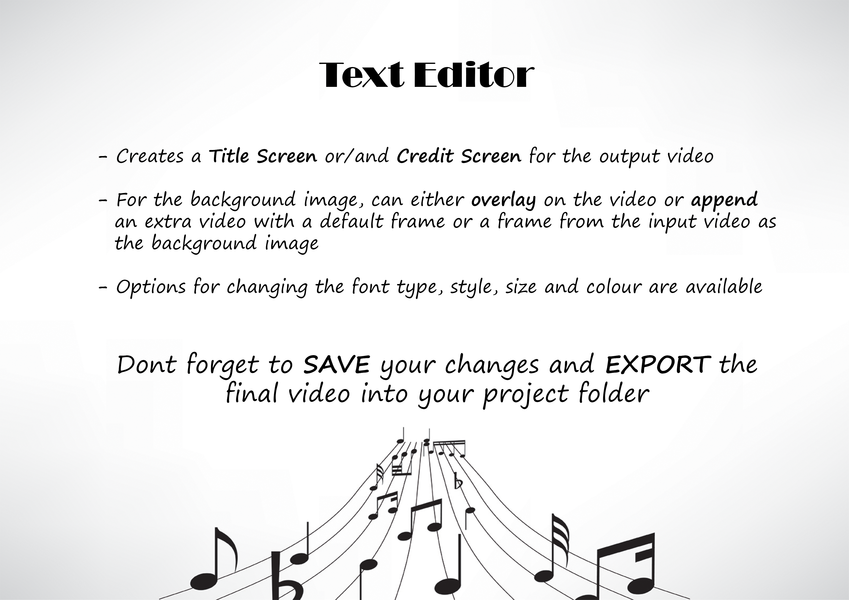 Text Editor
- Creates a Title Screen or/and Credit Screen for the output video
- For the background image, can either overlay on the video or append
an extra video with a default frame or a frame from the input video as
the background image
- Options for changing the font type, style, size and colour are available
Dont forget to SAVE your changes and EXPORT the
final video into your project folder